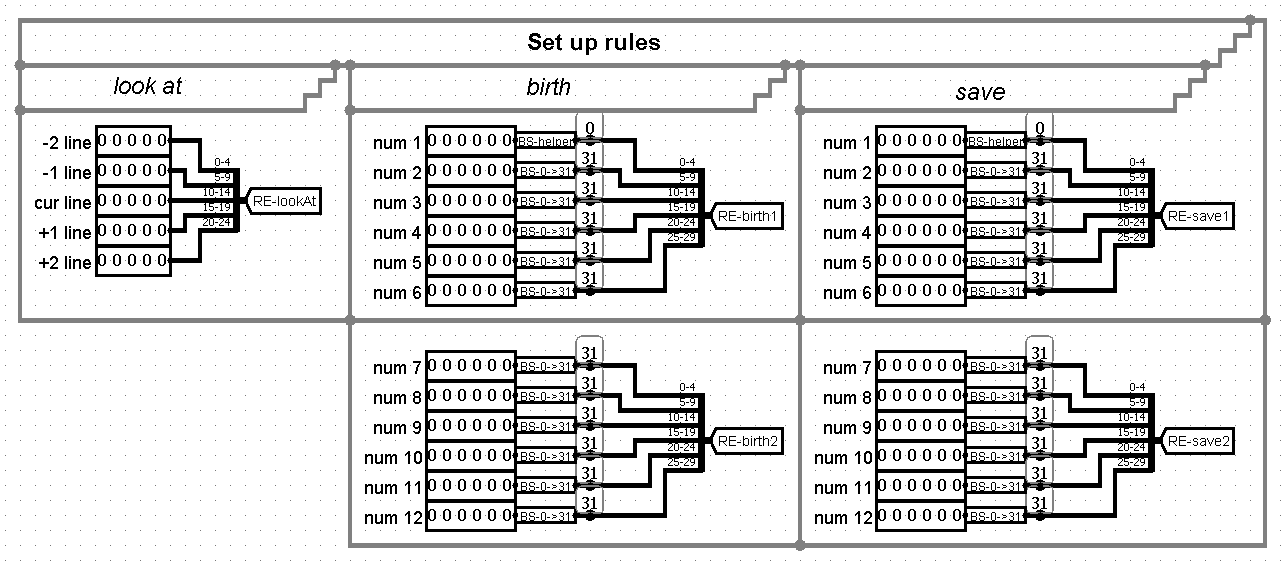 Set up rules
look at
birth
save
-2 line 0 0 0 0 0
-1 line 0 0 0 0 0
cur line 0 0 0 0 0
+1 line 0 0 0 0 0
+2 line 0 0 0 0 0
0-4
5-9
10-14
15-19
20-24
RE-lookAt
num 1 0 0 0 0 0 0 BS-helper 0
num 2 0 0 0 0 0 0 BS-0->31 31
num 3 0 0 0 0 0 0 BS-0->31 31
num 4 0 0 0 0 0 0 BS-0->31 31
num 5 0 0 0 0 0 0 BS-0->31 31
num 6 0 0 0 0 0 0 BS-0->31 31
0-4
5-9
10-14
15-19
20-24
25-29
RE-birth1
num 1 0 0 0 0 0 0 BS-helper 0
num 2 0 0 0 0 0 0 BS-0->31 31
num 3 0 0 0 0 0 0 BS-0->31 31
num 4 0 0 0 0 0 0 BS-0->31 31
num 5 0 0 0 0 0 0 BS-0->31 31
num 6 0 0 0 0 0 0 BS-0->31 31
0-4
5-9
10-14
15-19
20-24
25-29
RE-save1
num 7 0 0 0 0 0 0 BS-0->31 31
num 8 0 0 0 0 0 0 BS-0->31 31
num 9 0 0 0 0 0 0 BS-0->31 31
num 10 0 0 0 0 0 0 BS-0->31 31
num 11 0 0 0 0 0 0 BS-0->31 31
num 12 0 0 0 0 0 0 BS-0->31 31
0-4
5-9
10-14
15-19
20-24
25-29
RE-birth2
num 7 0 0 0 0 0 0 BS-0->31 31
num 8 0 0 0 0 0 0 BS-0->31 31
num 9 0 0 0 0 0 0 BS-0->31 31
num 10 0 0 0 0 0 0 BS-0->31 31
num 11 0 0 0 0 0 0 BS-0->31 31
num 12 0 0 0 0 0 0 BS-0->31 31
0-4
5-9
10-14
15-19
20-24
25-29
RE-save2